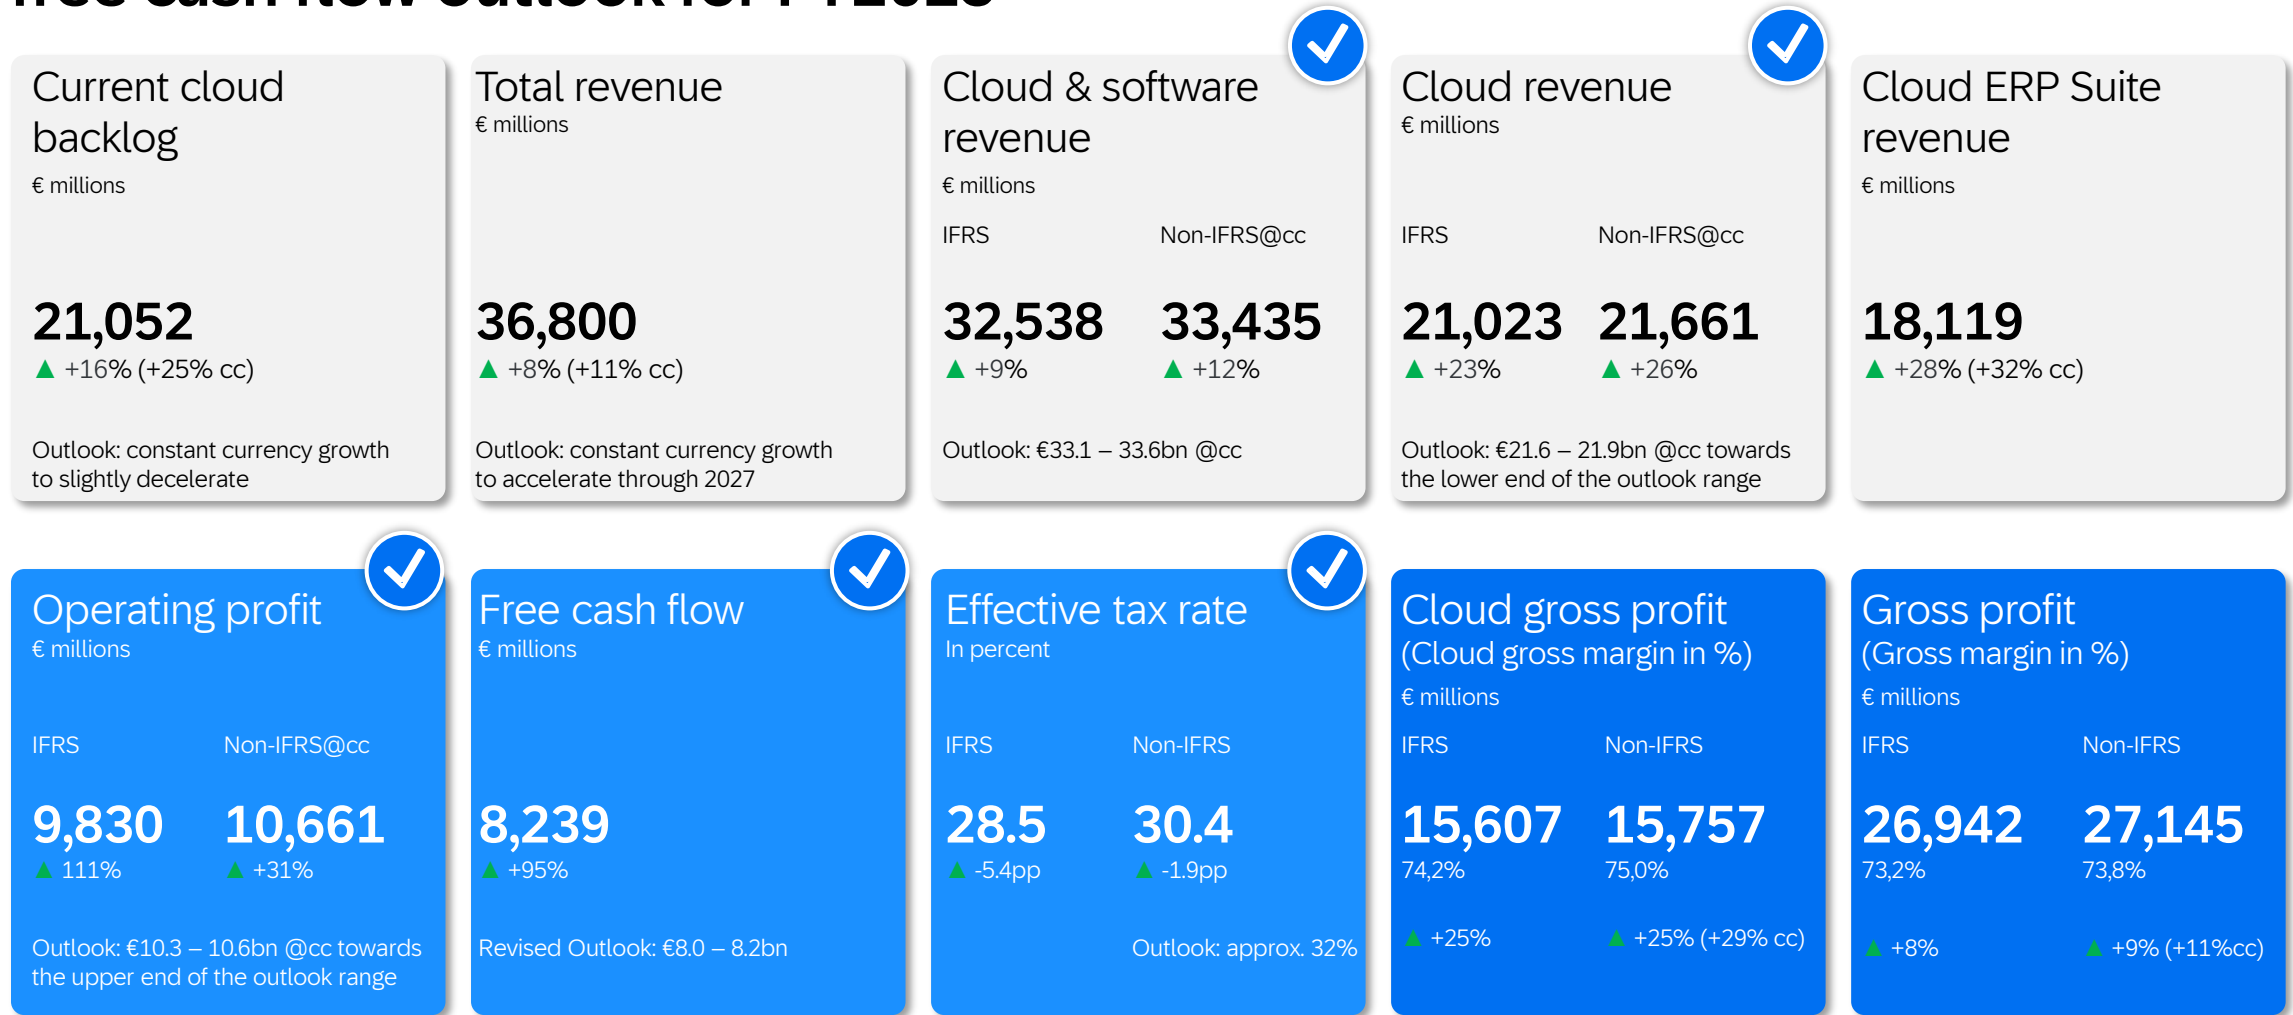 free cash flow outlook for FY2025
Current cloud
backlog
€ millions
21,052
▲ +16% (+25% cc)
Outlook: constant currency growth
to slightly decelerate
Total revenue
€ millions
36,800
▲ +8% (+11% cc)
Outlook: constant currency growth
to accelerate through 2027
Cloud & software
revenue
€ millions
IFRS Non-IFRS@cc
32,538 33,435
▲ +9% ▲ +12%
Outlook: €33.1 – 33.6bn @cc
Cloud revenue
€ millions
IFRS Non-IFRS@cc
21,023 21,661
▲ +23% ▲ +26%
Outlook: €21.6 – 21.9bn @cc towards
the lower end of the outlook range
Cloud ERP Suite
revenue
€ millions
18,119
▲ +28% (+32% cc)
Operating profit
€ millions
IFRS Non-IFRS@cc
9,830 10,661
▲ 111% ▲ +31%
Outlook: €10.3 – 10.6bn @cc towards
the upper end of the outlook range
Free cash flow
€ millions
8,239
▲ +95%
Revised Outlook: €8.0 – 8.2bn
Effective tax rate
In percent
IFRS Non-IFRS
28.5 30.4
▲ -5.4pp ▲ -1.9pp
Outlook: approx. 32%
Cloud gross profit
(Cloud gross margin in %)
€ millions
IFRS Non-IFRS
15,607 15,757
74,2% 75,0%
▲ +25% ▲ +25% (+29% cc)
Gross profit
(Gross margin in %)
€ millions
IFRS Non-IFRS
26,942 27,145
73,2% 73,8%
▲ +8% ▲ +9% (+11%cc)